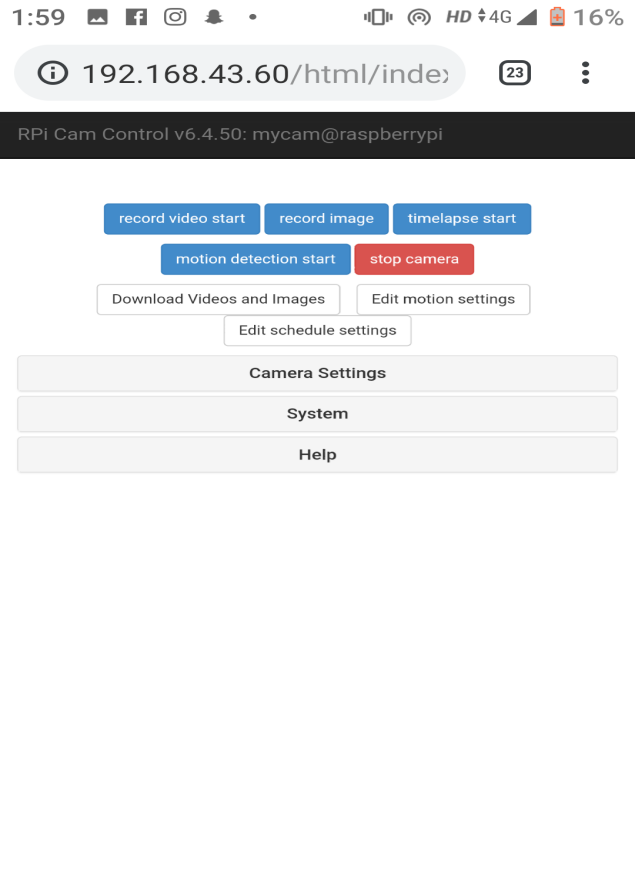 1:59 HD 4G 16%
192.168.43.60/html/index 23
RPi Cam Control v6.4.50: mycam@raspberrypi
record video start record image timelapse start
motion detection start stop camera
Download Videos and Images Edit motion settings
Edit schedule settings
Camera Settings
System
Help